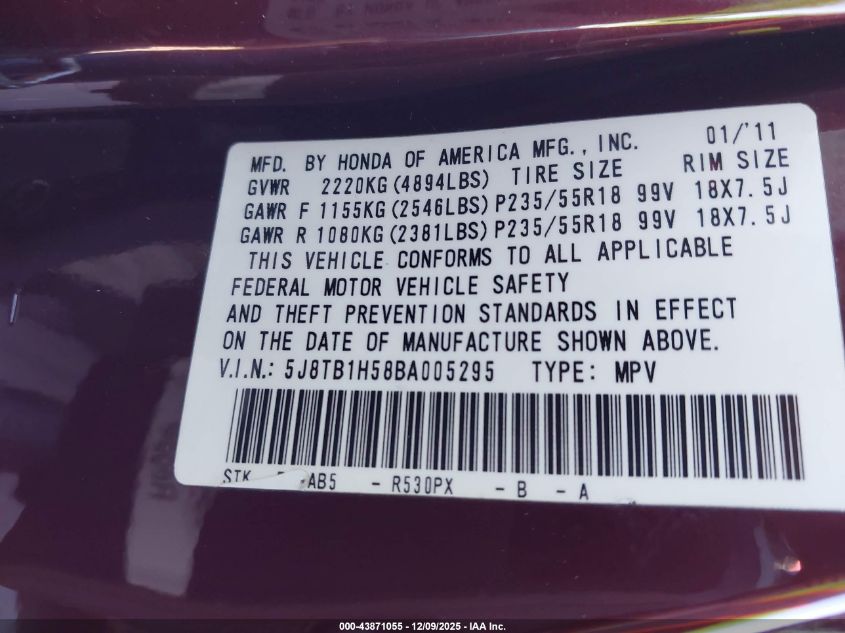 MFD. BY HONDA OF AMERICA MFG., INC. 01/'11
GVWR 2220KG (4894LBS) TIRE SIZE RIM SIZE
GAWR F 1155KG (2546LBS) P235/55R18 99V 18X7.5J
GAWR R 1080KG (2381LBS) P235/55R18 99V 18X7.5J
THIS VEHICLE CONFORMS TO ALL APPLICABLE
FEDERAL MOTOR VEHICLE SAFETY
AND THEFT PREVENTION STANDARDS IN EFFECT
ON THE DATE OF MANUFACTURE SHOWN ABOVE.
V.I.N.: 5J8TB1H58BA005295 TYPE: MPV
STK -AB5 - R530PX - B - A
000-43871055 - 12/09/2025 - IAA Inc.